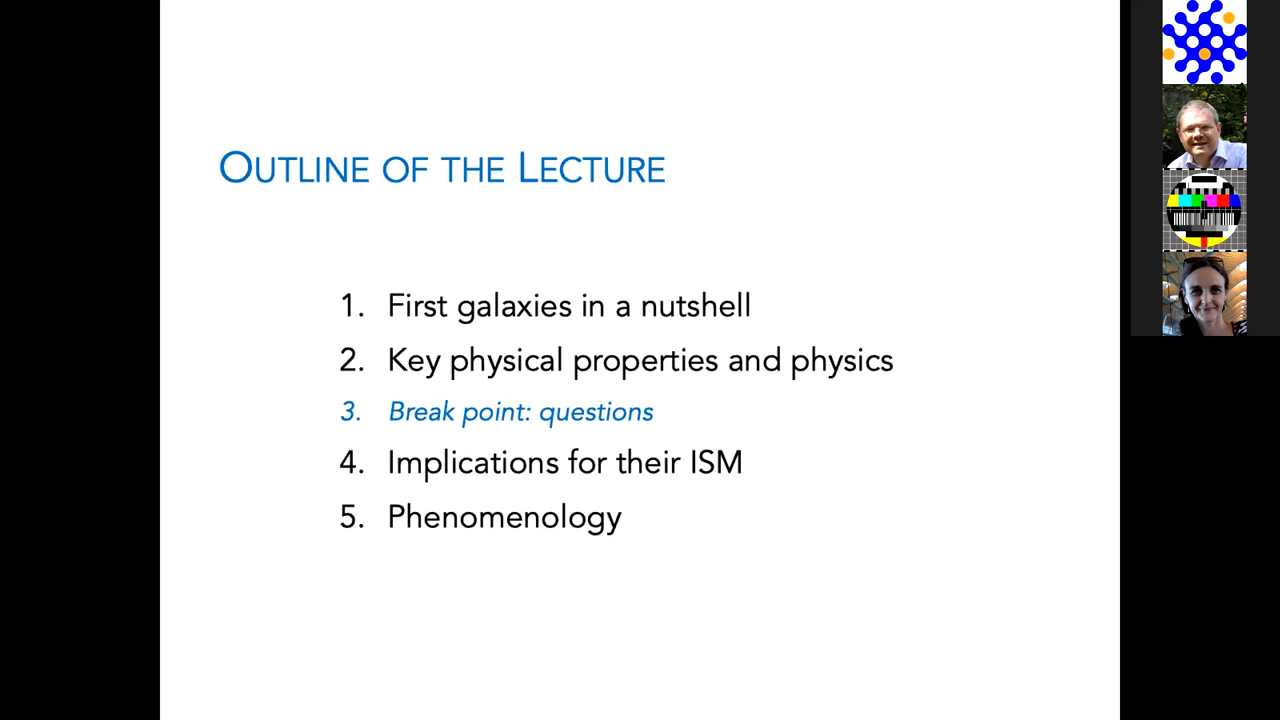 OUTLINE OF THE LECTURE
1. First galaxies in a nutshell
2. Key physical properties and physics
3. Break point: questions
4. Implications for their ISM
5. Phenomenology